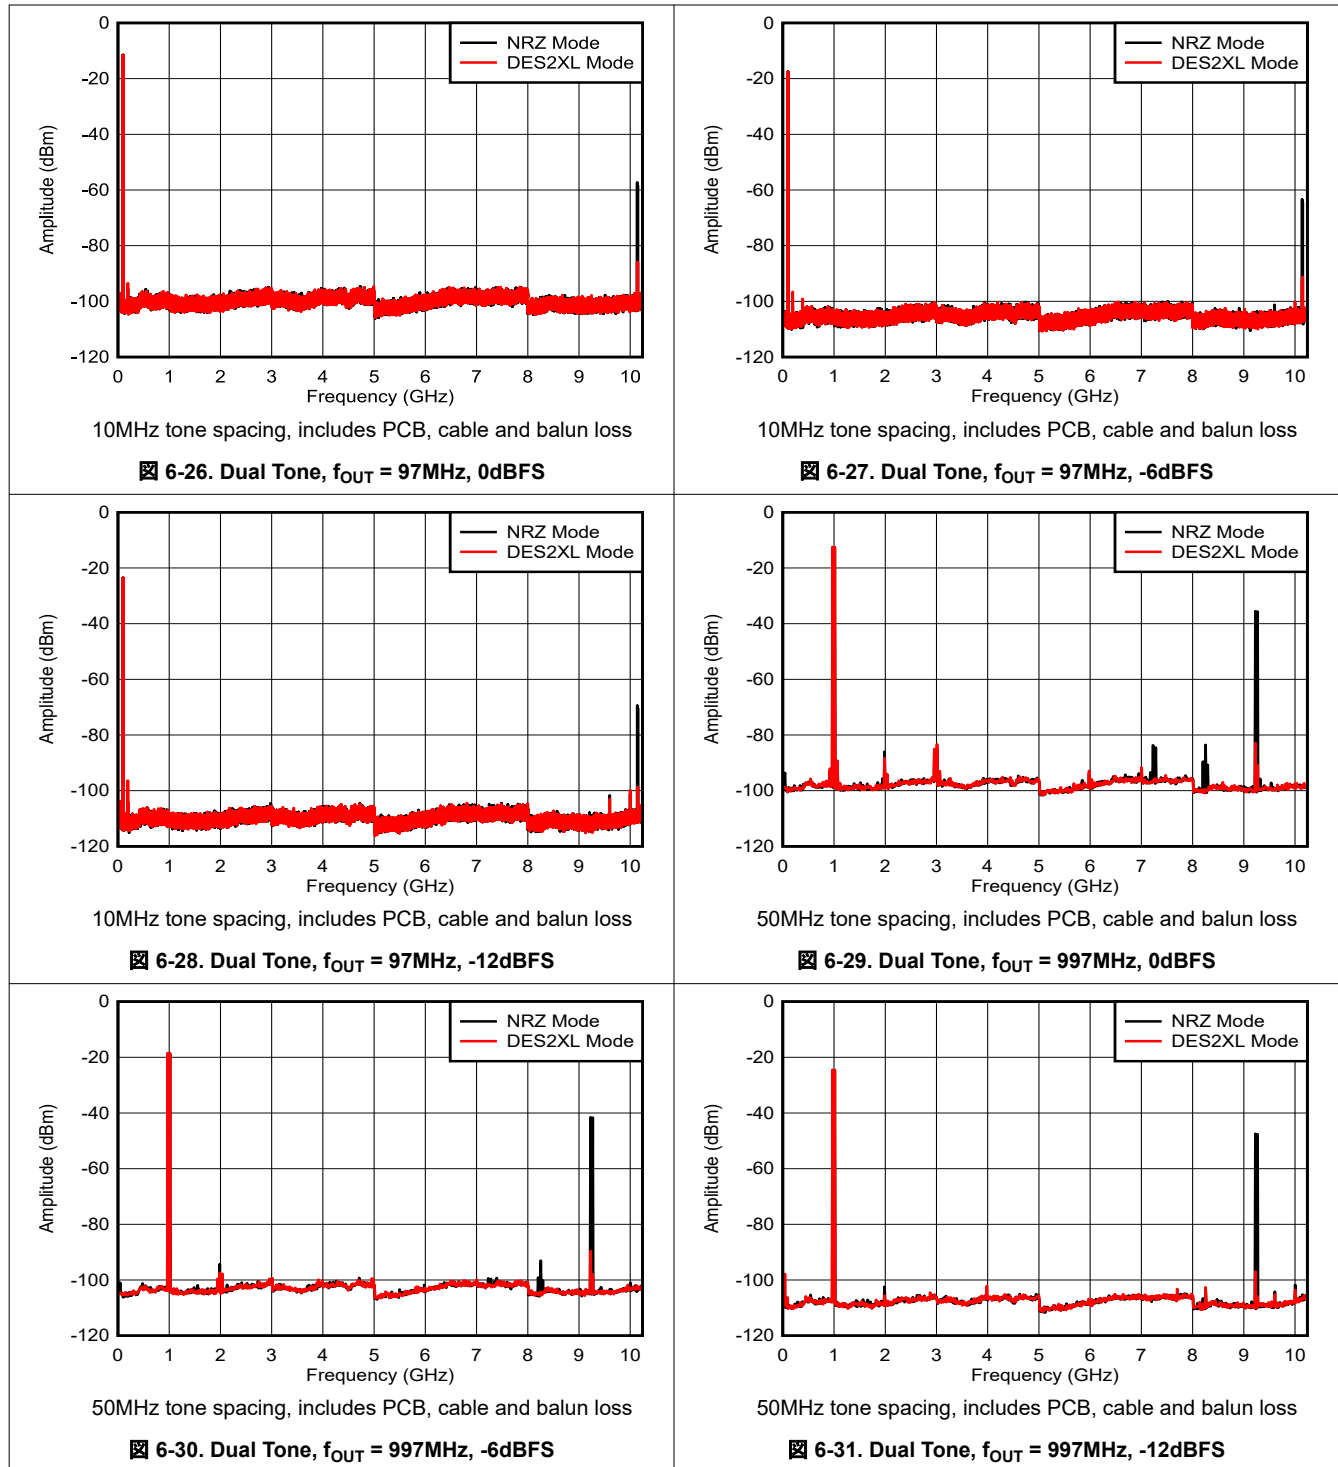 0
-20
-40
-60
-80
-100
-120
Amplitude (dBm)
NRZ Mode
DES2XL Mode
0 1 2 3 4 5 6 7 8 9 10
Frequency (GHz)
10MHz tone spacing, includes PCB, cable and balun loss
図 6-26. Dual Tone, fOUT = 97MHz, 0dBFS
0
-20
-40
-60
-80
-100
-120
Amplitude (dBm)
NRZ Mode
DES2XL Mode
0 1 2 3 4 5 6 7 8 9 10
Frequency (GHz)
10MHz tone spacing, includes PCB, cable and balun loss
図 6-27. Dual Tone, fOUT = 97MHz, -6dBFS
0
-20
-40
-60
-80
-100
-120
Amplitude (dBm)
NRZ Mode
DES2XL Mode
0 1 2 3 4 5 6 7 8 9 10
Frequency (GHz)
10MHz tone spacing, includes PCB, cable and balun loss
図 6-28. Dual Tone, fOUT = 97MHz, -12dBFS
0
-20
-40
-60
-80
-100
-120
Amplitude (dBm)
NRZ Mode
DES2XL Mode
0 1 2 3 4 5 6 7 8 9 10
Frequency (GHz)
50MHz tone spacing, includes PCB, cable and balun loss
図 6-29. Dual Tone, fOUT = 997MHz, 0dBFS
0
-20
-40
-60
-80
-100
-120
Amplitude (dBm)
NRZ Mode
DES2XL Mode
0 1 2 3 4 5 6 7 8 9 10
Frequency (GHz)
50MHz tone spacing, includes PCB, cable and balun loss
図 6-30. Dual Tone, fOUT = 997MHz, -6dBFS
0
-20
-40
-60
-80
-100
-120
Amplitude (dBm)
NRZ Mode
DES2XL Mode
0 1 2 3 4 5 6 7 8 9 10
Frequency (GHz)
50MHz tone spacing, includes PCB, cable and balun loss
図 6-31. Dual Tone, fOUT = 997MHz, -12dBFS